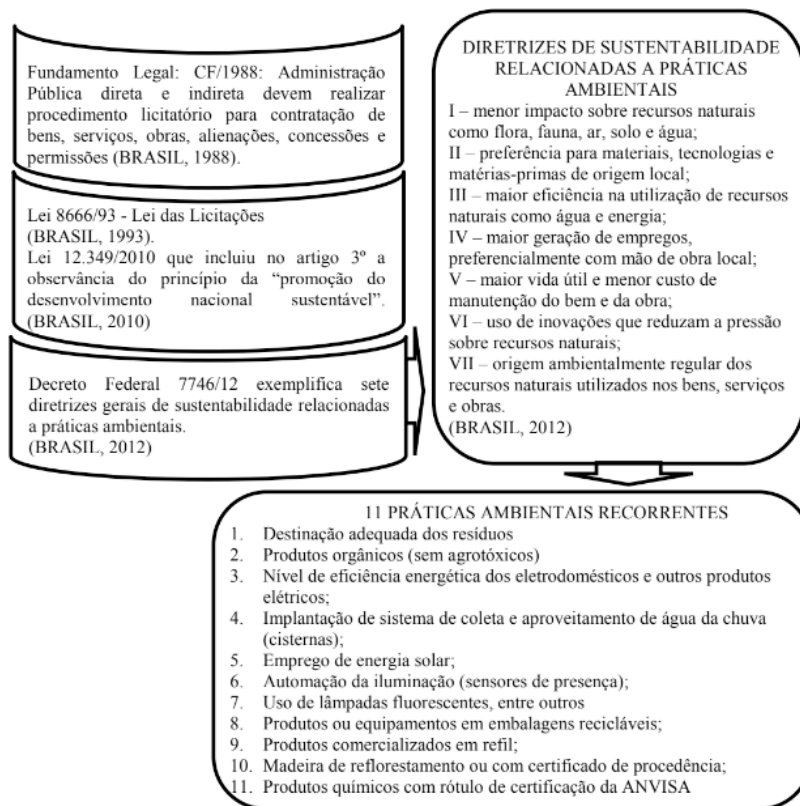 Fundamento Legal: CF/1988: Administração
Pública direta e indireta devem realizar
procedimento licitatório para contratação de
bens, serviços, obras, alienações, concessões e
permissões (BRASIL, 1988).
Lei 8666/93 - Lei das Licitações
(BRASIL, 1993).
Lei 12.349/2010 que incluiu no artigo 3º a
observância do princípio da “promoção do
desenvolvimento nacional sustentável”.
(BRASIL, 2010)
Decreto Federal 7746/12 exemplifica sete
diretrizes gerais de sustentabilidade relacionadas
a práticas ambientais.
(BRASIL, 2012)
DIRETRIZES DE SUSTENTABILIDADE
RELACIONADAS A PRÁTICAS
AMBIENTAIS
I – menor impacto sobre recursos naturais
como flora, fauna, ar, solo e água;
II – preferência para materiais, tecnologias e
matérias-primas de origem local;
III – maior eficiência na utilização de recursos
naturais como água e energia;
IV – maior geração de empregos,
preferencialmente com mão de obra local;
V – maior vida útil e menor custo de
manutenção do bem e da obra;
VI – uso de inovações que reduzam a pressão
sobre recursos naturais;
VII – origem ambientalmente regular dos
recursos naturais utilizados nos bens, serviços
e obras.
(BRASIL, 2012)
11 PRÁTICAS AMBIENTAIS RECORRENTES
1. Destinação adequada dos resíduos
2. Produtos orgânicos (sem agrotóxicos)
3. Nível de eficiência energética dos eletrodomésticos e outros produtos
elétricos;
4. Implantação de sistema de coleta e aproveitamento de água da chuva
(cisternas);
5. Emprego de energia solar;
6. Automação da iluminação (sensores de presença);
7. Uso de lâmpadas fluorescentes, entre outros
8. Produtos ou equipamentos em embalagens recicláveis;
9. Produtos comercializados em refil;
10. Madeira de reflorestamento ou com certificado de procedência;
11. Produtos químicos com rótulo de certificação da ANVISA